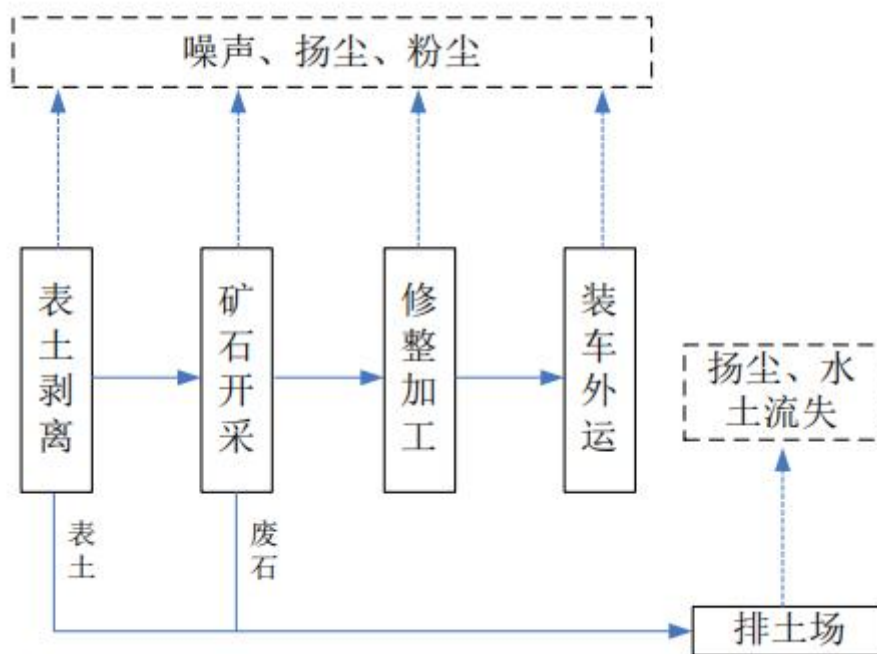 噪声、扬尘、粉尘
表土剥离
矿石开采
修整加工
装车外运
扬尘、水
土流失
表土
废石
排土场